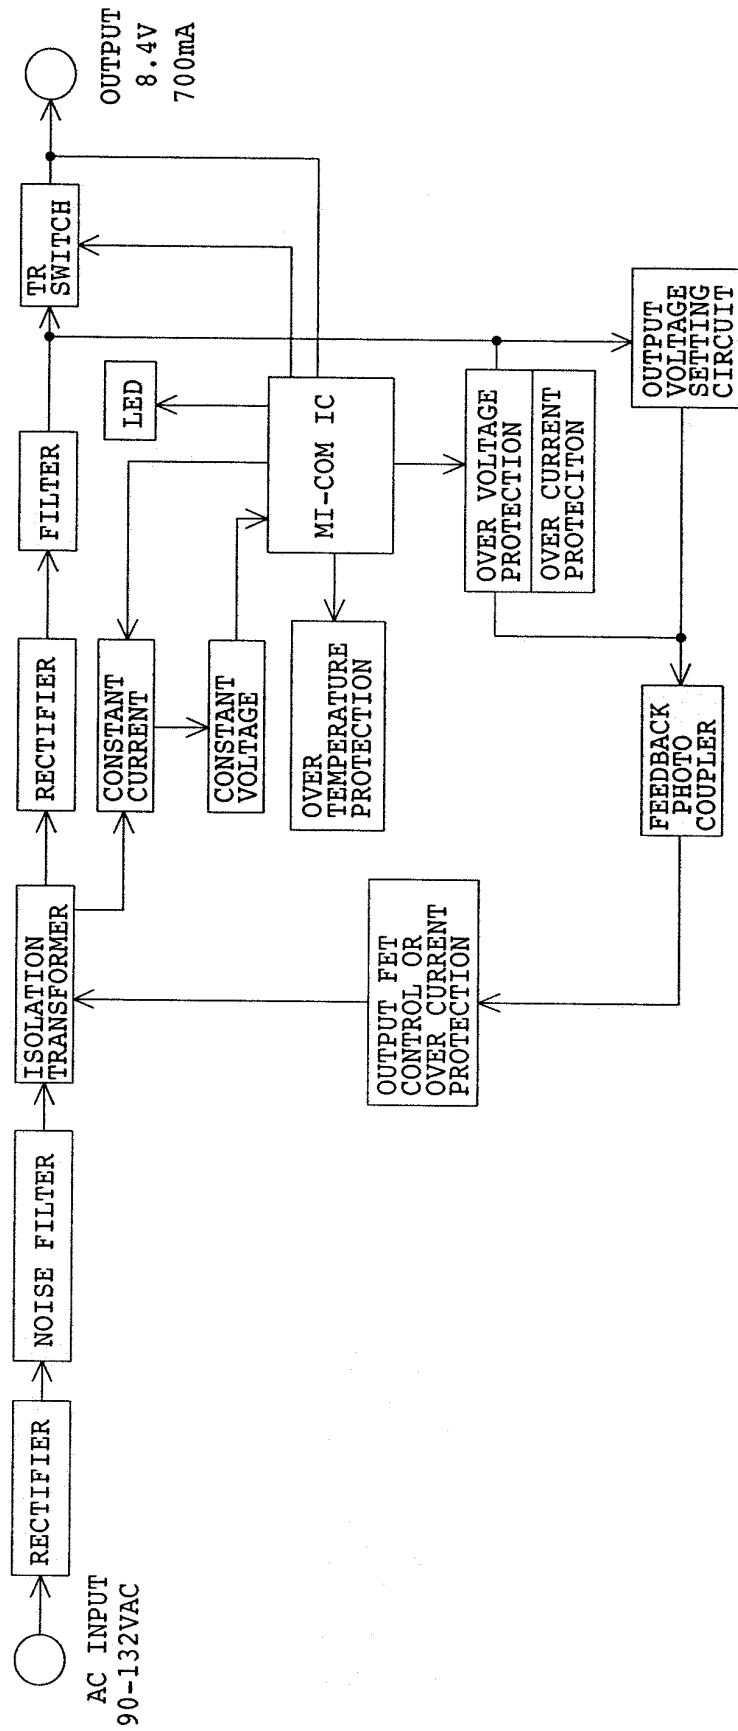 AC INPUT
90-132VAC
RECTIFIER
NOISE FILTER
ISOLATION
TRANSFORMER
RECTIFIER
FILTER
TR
SWITCH
OUTPUT
8.4V
700mA
CONSTANT
CURRENT
LED
CONSTANT
VOLTAGE
MI-COM IC
OVER
TEMPERATURE
PROTECTION
OUTPUT FET
CONTROL OR
OVER CURRENT
PROTECTION
OVER VOLTAGE
PROTECTION
OVER CURRENT
PROTECITON
OUTPUT
VOLTAGE
SETTING
CIRCUIT
FEEDBACK
PHOTO
COUPLER